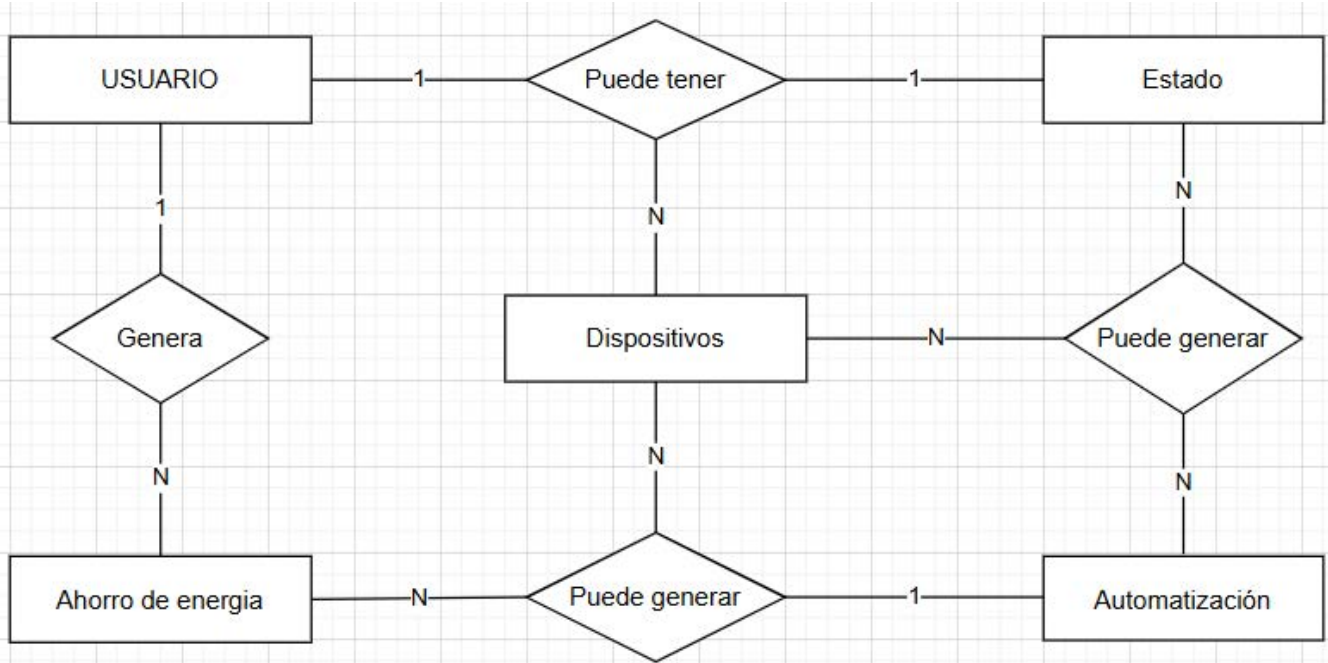 USUARIO
1
Puede tener
1
Estado
1
N
N
Genera
Dispositivos
N
Puede generar
N
N
N
Ahorro de energia
N
Puede generar
1
Automatización